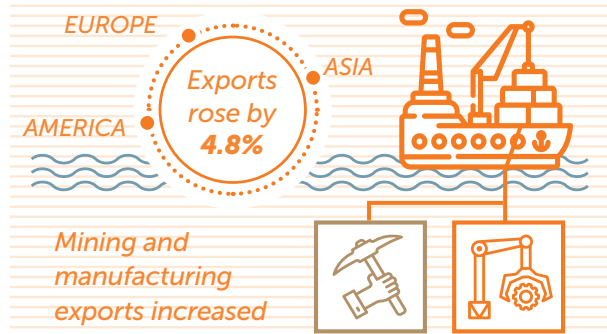 EUROPE
ASIA
AMERICA
Exports
rose by
4.8%
Mining and
manufacturing
exports increased